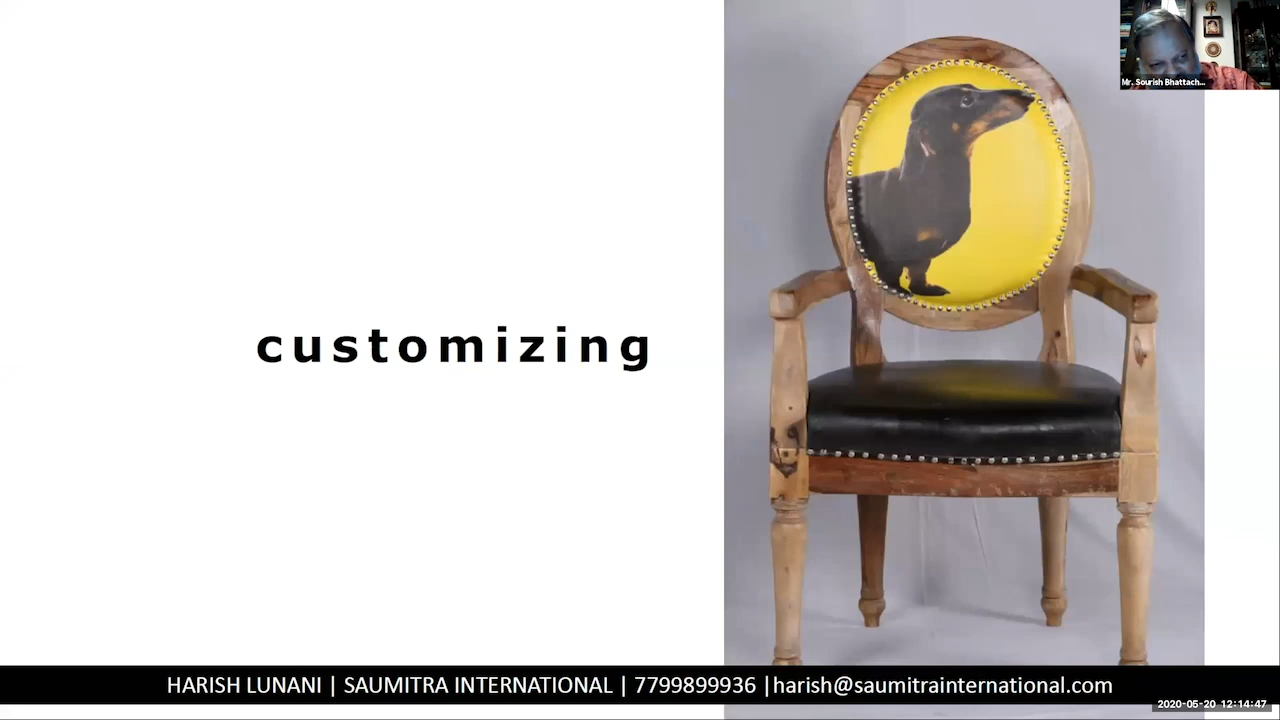 Mr. Sourish Bhattach...
customizing
HARISH LUNANI | SAUMITRA INTERNATIONAL | 7799899936 |harish@saumitrainternational.com
2020-05-20 12:14:47